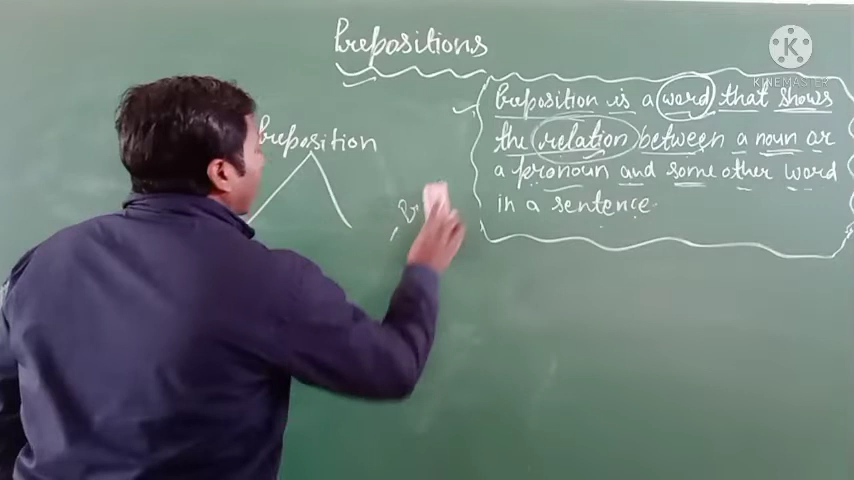 Prepositions
KINEMASTER
Preposition is a word that shows
the relation between a noun or
a pronoun and some other word
in a sentence.
Preposition